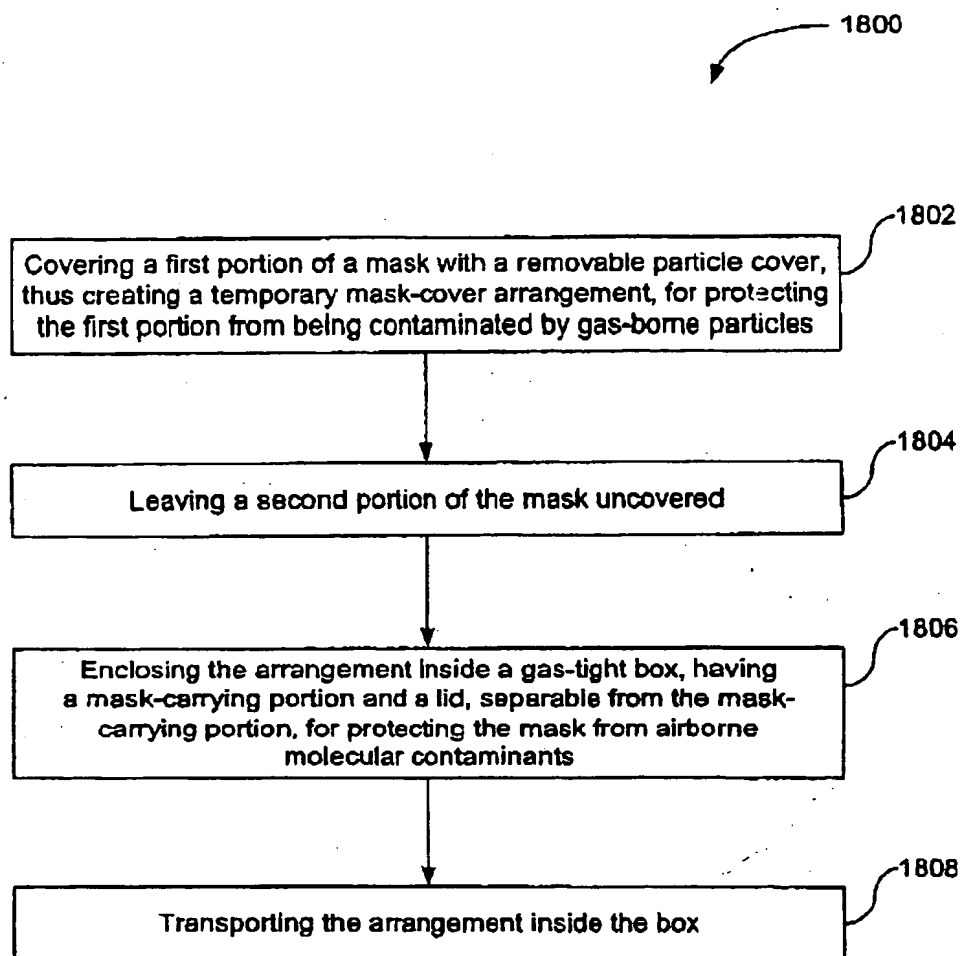 1800
1802
Covering a first portion of a mask with a removable particle cover,
thus creating a temporary mask-cover arrangement, for protecting
the first portion from being contaminated by gas-borne particles
1804
Leaving a second portion of the mask uncovered
1806
Enclosing the arrangement inside a gas-tight box, having
a mask-carrying portion and a lid, separable from the mask-
carrying portion, for protecting the mask from airborne
molecular contaminants
1808
Transporting the arrangement inside the box